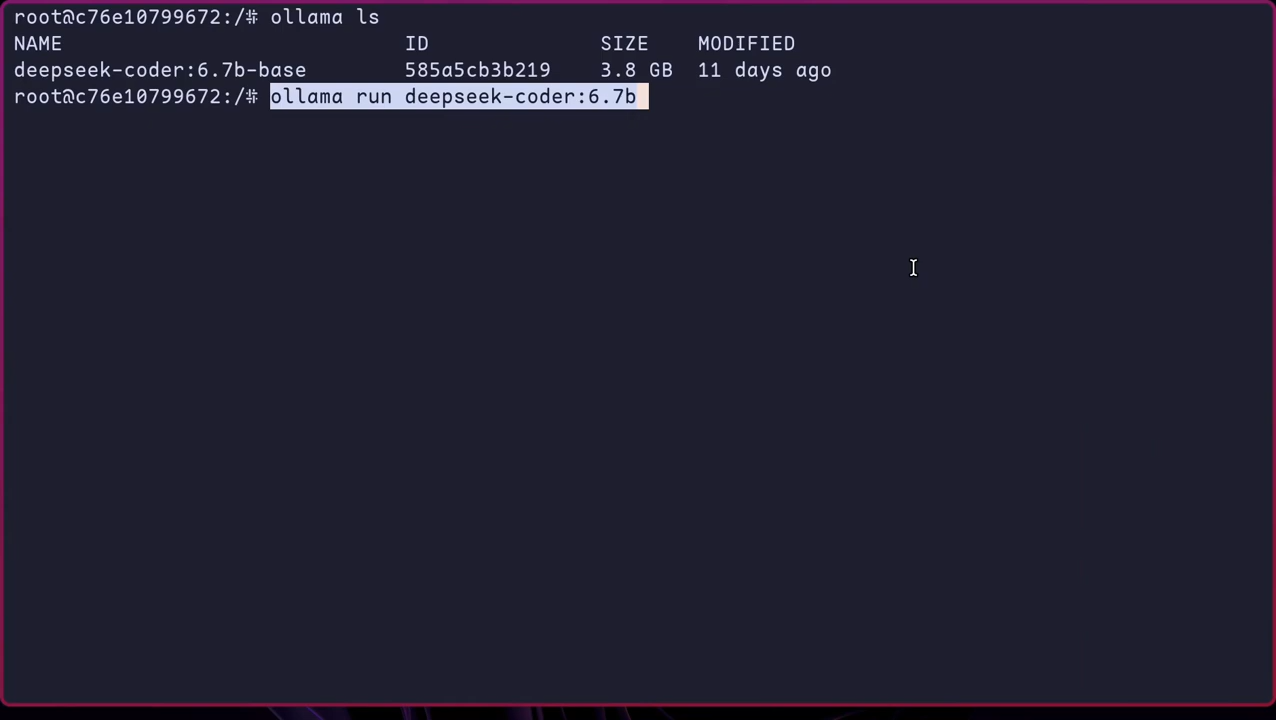 root@c76e10799672:/# ollama ls
NAME ID SIZE MODIFIED
deepseek-coder:6.7b-base 585a5cb3b219 3.8 GB 11 days ago
root@c76e10799672:/# ollama run deepseek-coder:6.7b